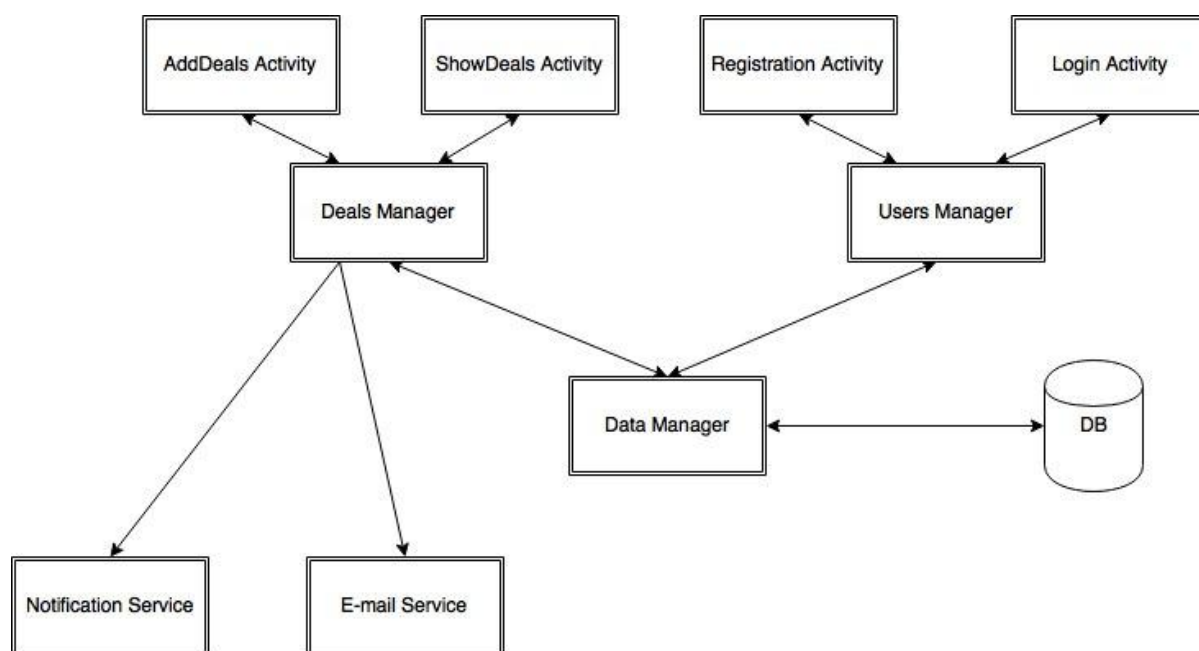 AddDeals Activity
ShowDeals Activity
Registration Activity
Login Activity
Deals Manager
Users Manager
Data Manager
DB
Notification Service
E-mail Service